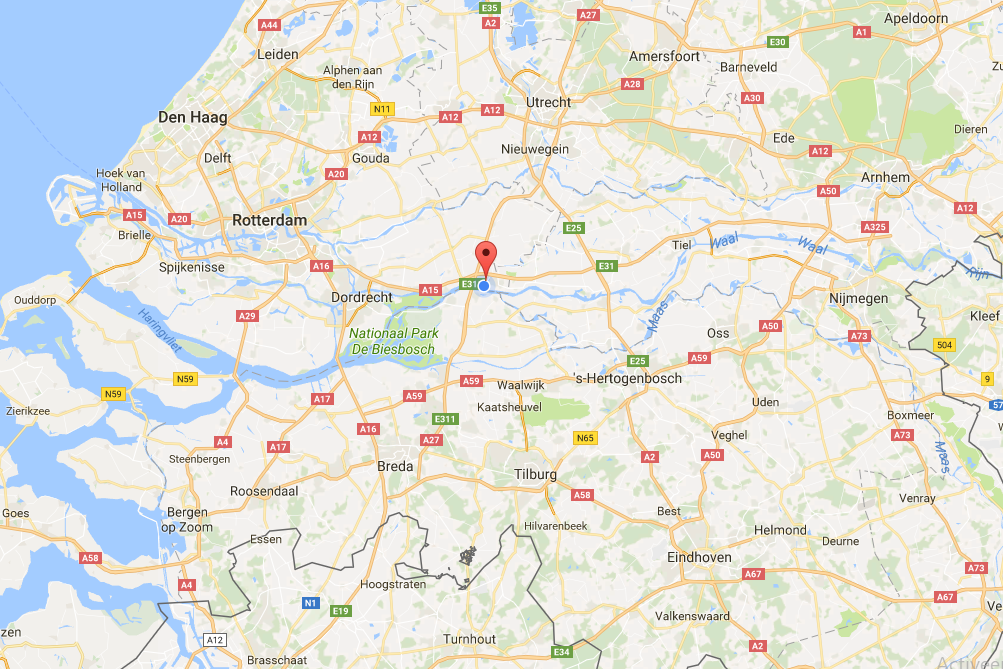 E35
A27
A2
A44
Apeldoorn
A1
E30
Leiden
Amersfoort
Barneveld
Alphen aan
den Rijn
A28
A30
Utrecht
N11
A12
A12
Den Haag
Dieren
A12
Ede
Nieuwegein
A12
Delft
Gouda
Hoek van
Holland
A20
Arnhem
A50
A15
A20
Rotterdam
A12
Brielle
E25
A325
Tiel
Waal
Waal
Spijkenisse
A16
E31
Rijn
E31
A15
Dordrecht
Nijmegen
Ouddorp
A29
Haringvliet
Maas
Kleef
Nationaal Park
De Biesbosch
Oss
A50
A73
504
E25
A59
N59
A59
Waalwijk
's-Hertogenbosch
9
N59
A17
A59
Kaatsheuvel
Uden
57
Zierikzee
E311
Boxmeer
A16
A27
N65
Veghel
A73
A4
A17
A2
A50
Maas
Steenbergen
Breda
Tilburg
Roosendaal
A58
Venray
Goes
Bergen
op Zoom
Best
Hilvarenbeek
Helmond
Essen
Deurne
A58
Eindhoven
A4
Hoogstraten
A67
A73
N1
E19
A67
Valkenswaard
A12
Turnhout
E34
A2
Brasschaat